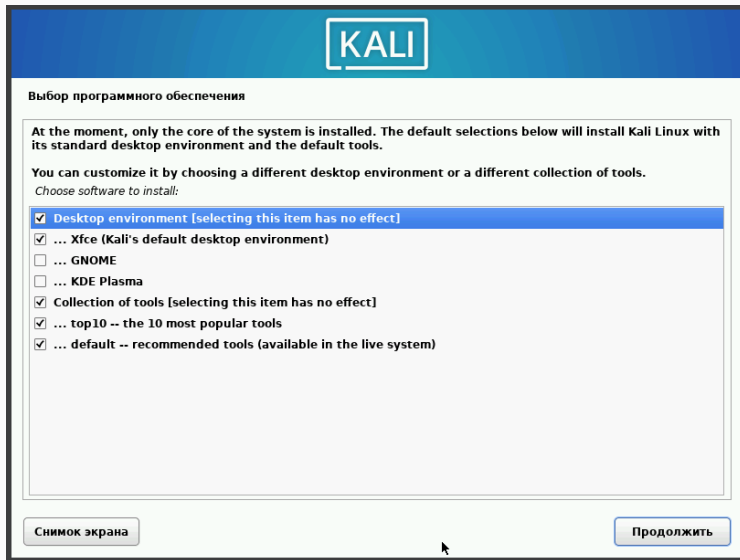 KALI
Выбор программного обеспечения
At the moment, only the core of the system is installed. The default selections below will install Kali Linux with
its standard desktop environment and the default tools.
You can customize it by choosing a different desktop environment or a different collection of tools.
Choose software to install:
Desktop environment [selecting this item has no effect]
... Xfce (Kali's default desktop environment)
... GNOME
... KDE Plasma
Collection of tools [selecting this item has no effect]
... top10 -- the 10 most popular tools
... default -- recommended tools (available in the live system)
Снимок экрана
Продолжить